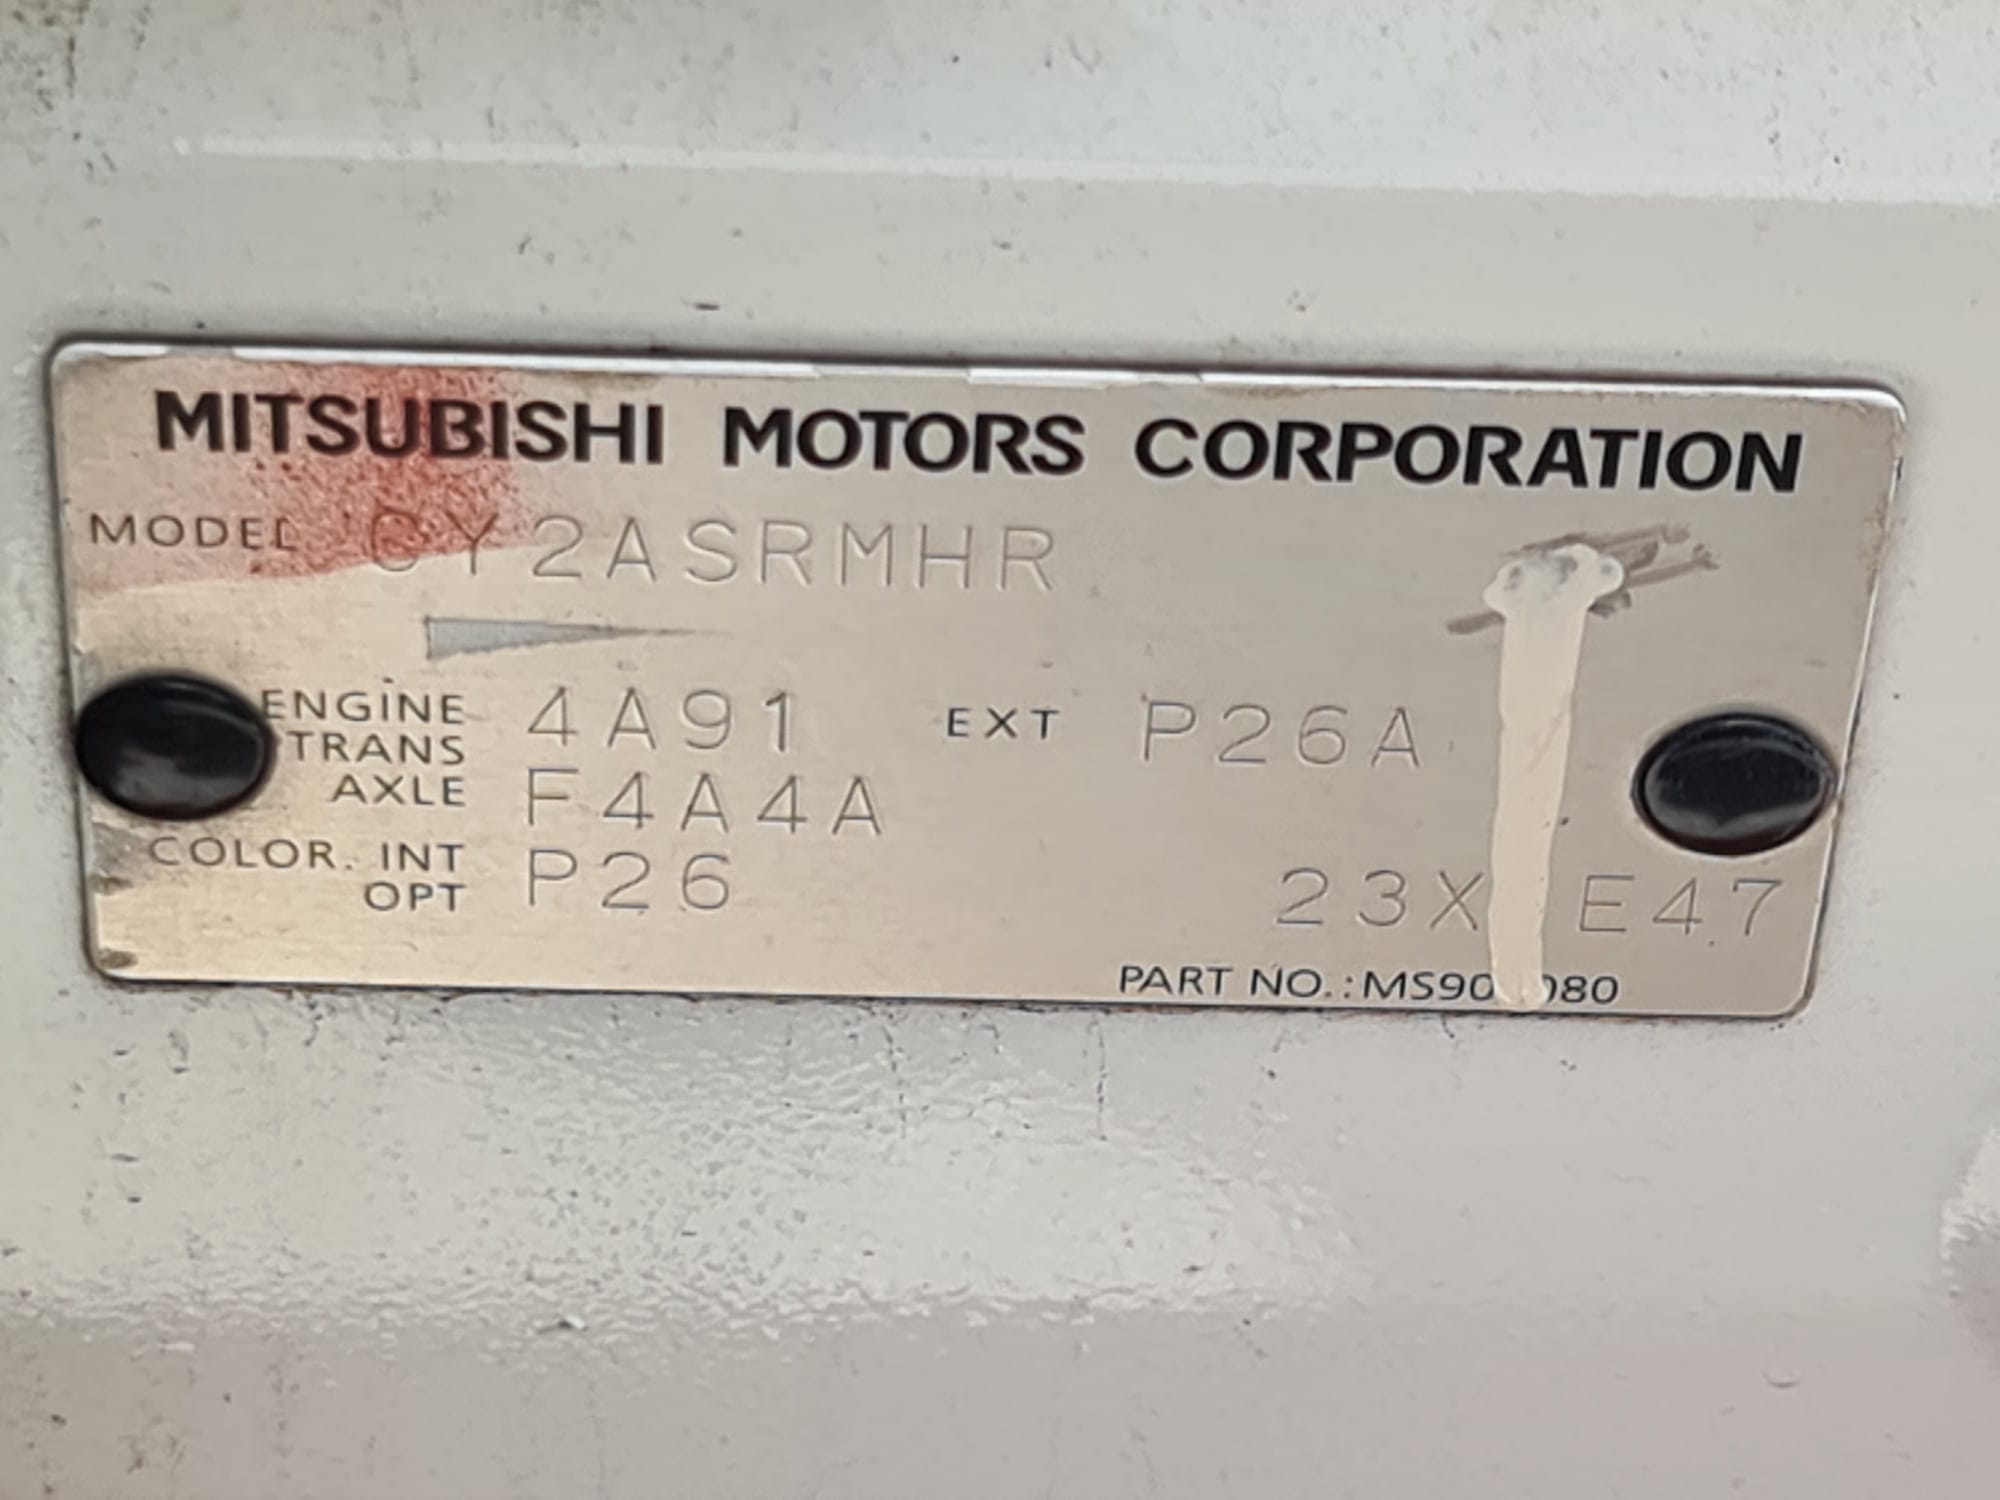 MITSUBISHI MOTORS CORPORATION
MODEL CY2ASRMHR
ENGINE 4A91 EXT P26A
TRANS
AXLE F4A4A
COLOR. INT
OPT P26 23X E47
PART NO.: